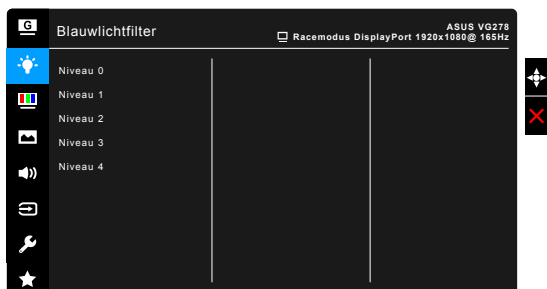 G
Blauwlichtfilter
ASUS VG278
Racemodus DisplayPort 1920x1080@ 165Hz
Niveau 0
Niveau 1
Niveau 2
Niveau 3
Niveau 4